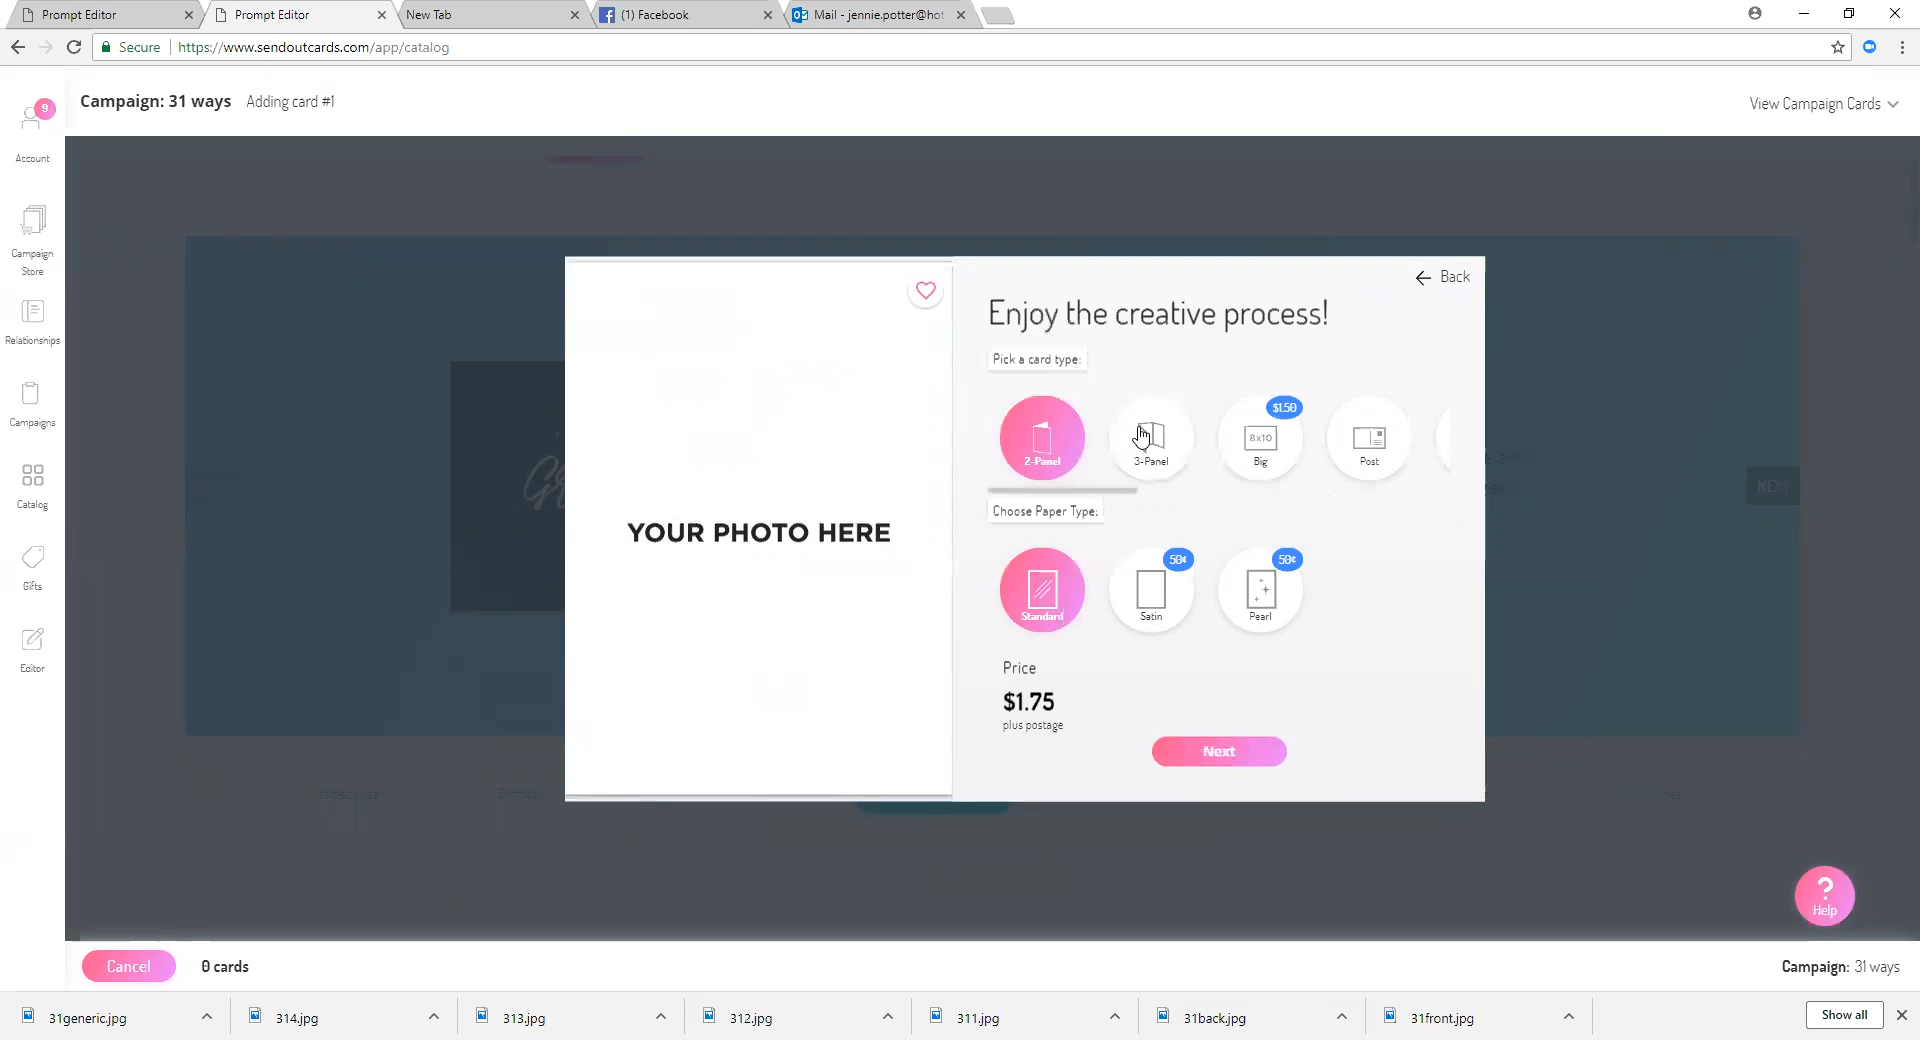 Prompt Editor
Prompt Editor
New Tab
(1) Facebook
Mail - jennie.potter@hot
Secure
https://www.sendoutcards.com/app/catalog
9
Account
Campaign: 31 ways
Adding card #1
View Campaign Cards
Campaign
Store
Relationships
Campaigns
Catalog
Gifts
Editor
Back
Enjoy the creative process!
Pick a card type:
2-Panel
3-Panel
$1.50
8x10
Big
Post
YOUR PHOTO HERE
Choose Paper Type:
Standard
50¢
Satin
50¢
Pearl
Price
$1.75
plus postage
Next
NEXT
?
Help
Cancel
0 cards
Campaign: 31 ways
31generic.jpg
314.jpg
313.jpg
312.jpg
311.jpg
31back.jpg
31front.jpg
Show all